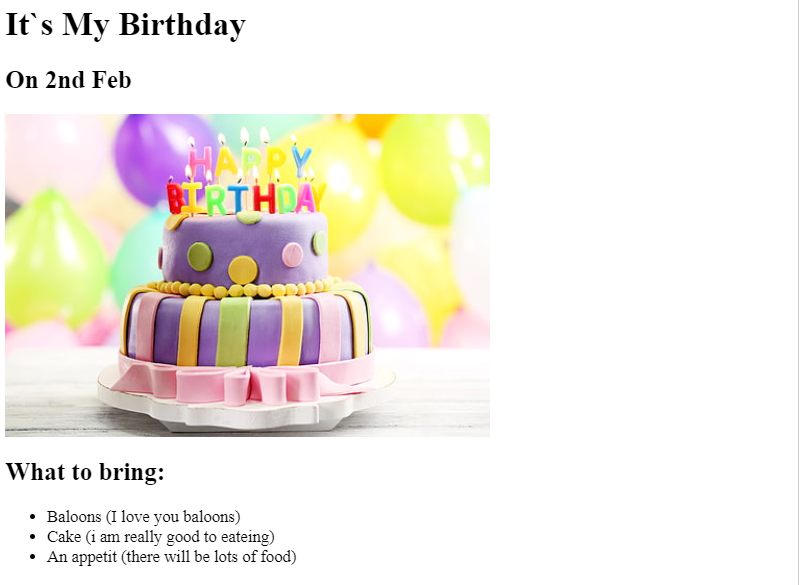 It`s My Birthday
On 2nd Feb
HAPPY
BIRTHDAY
What to bring:
Baloons (I love you baloons)
Cake (i am really good to eateing)
An appetit (there will be lots of food)